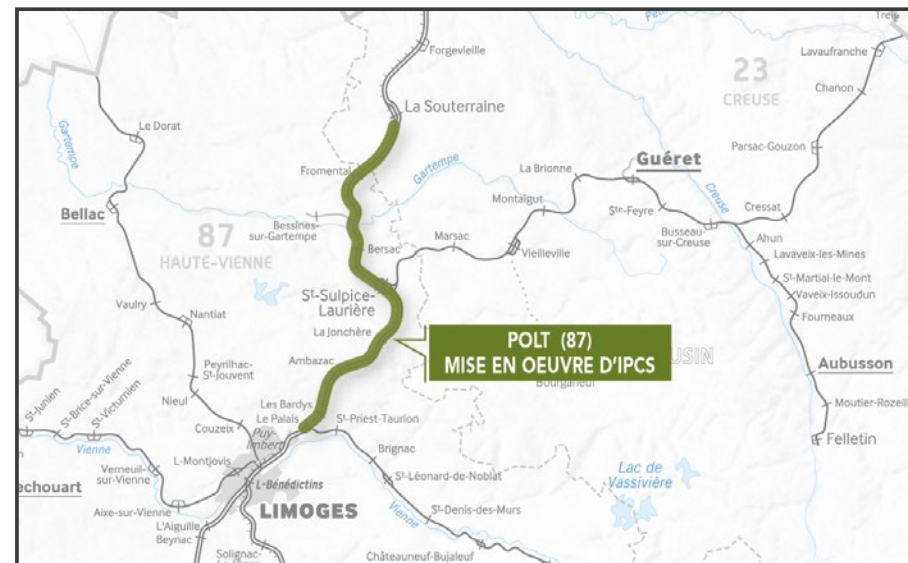 Forgevieille
La Souterraine
Lavaufranche
23
CREUSE
Chanon
Le Dorat
Gartempe
Fromental
Gartempe
La Brionne
Guéret
Parsac-Gouzon
Creuse
Montaîgut
Bellac
Bessines-
sur-Gartempe
87
HAUTE-VIENNE
Bersac
Marsac
Vieilleville
Ste-Feyre
Busseau-
sur-Creuse
Cressat
Ahun
Lavaveix-les-Mines
St-Martial-le-Mont
Vaveix-Issoudun
Fourneaux
St-Sulpice-
Laurière
Vaulry
Nantiat
La Jonchère
POLT (87)
MISE EN OEUVRE D'IPCS
Ambazac
Peyrilhac-
St-Jouvent
Aubusson
Nieul
Les Bardys
Le Palais
St-Priest-Taurion
Moutier-Rozeil
Felletin
St-Junien
St-Brice-sur-Vienne
St-Victurnien
Couzeix
Puy-
Imbert
Brignac
Vienne
L-Montjovis
Verneuil-
sur-Vienne
L-Bénédictins
St-Léonard-de-Noblat
Lac de
Vassivière
echouart
LIMOGES
Aixe-sur-Vienne
St-Denis-des-Murs
Vienne
L'Aiguille
Beynac
Solignac-
Châteauneuf-Bujaleuf